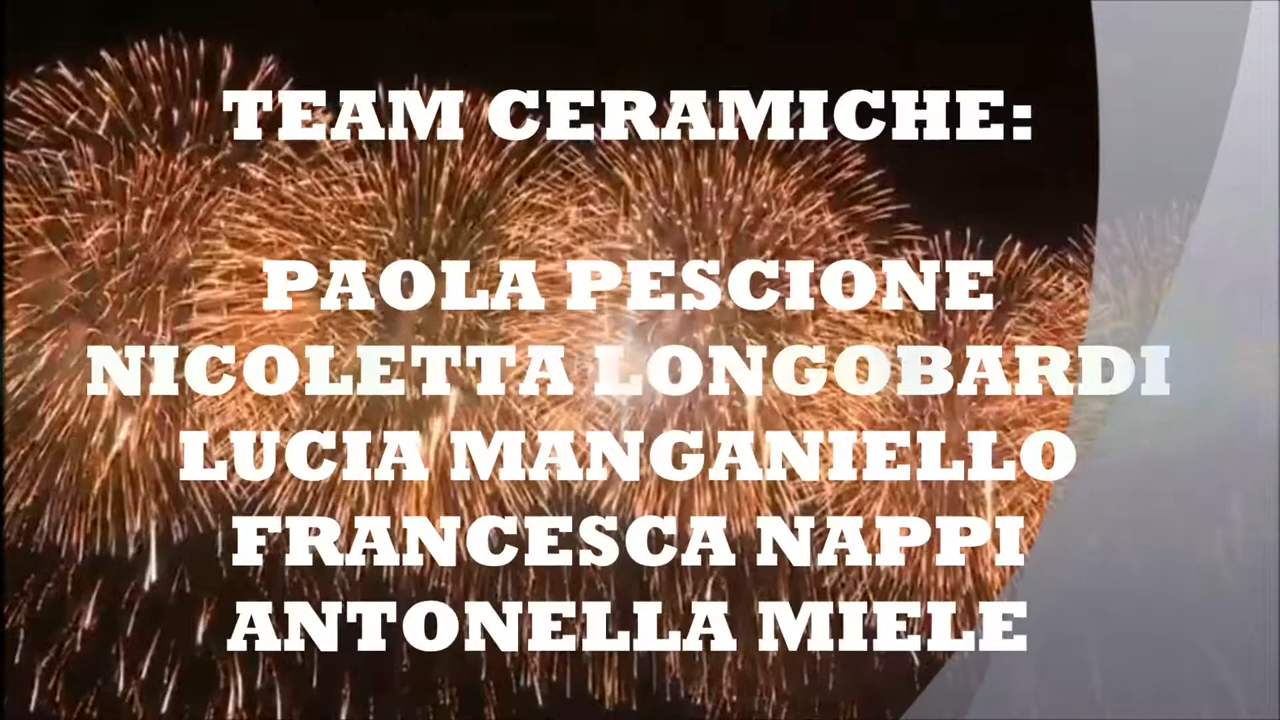 TEAM CERAMICHE:
PAOLA PESCIONE
NICOLETTA LONGOBARDI
LUCIA MANGANIELLO
FRANCESCA NAPPI
ANTONELLA MIELE